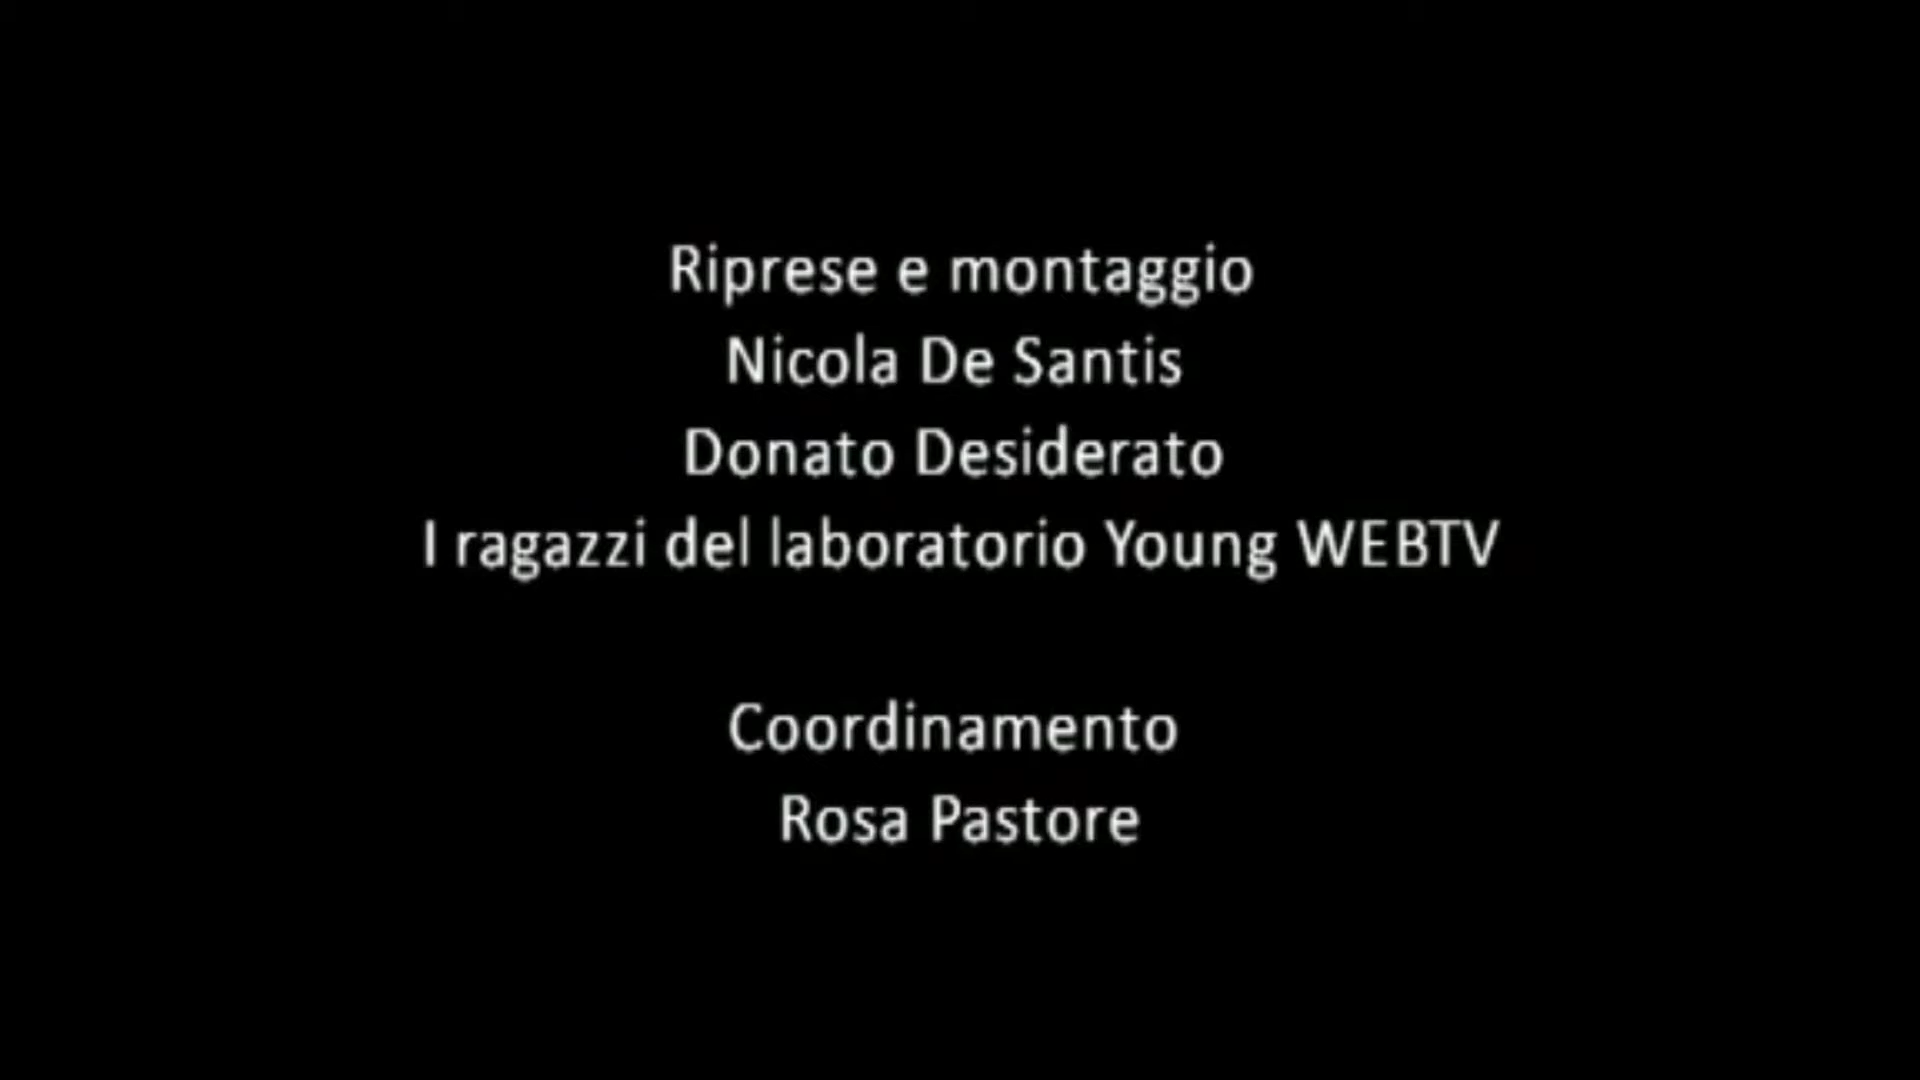 Riprese e montaggio
Nicola De Santis
Donato Desiderato
I ragazzi del laboratorio Young WEBTV
Coordinamento
Rosa Pastore